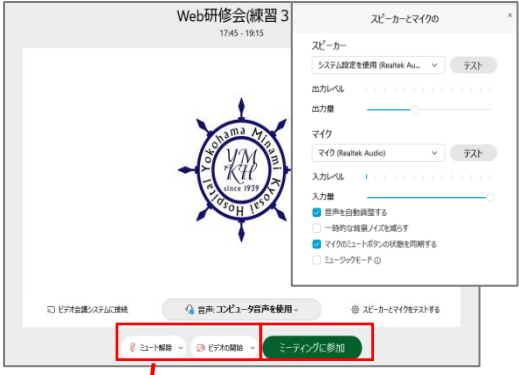 Web研修会(練習 3
17:45 - 19:15
スピーカーとマイクの
×
スピーカー
システム設定を使用 (Realtek Au...
テスト
出力レベル
出力量
マイク
マイク (Realtek Audio)
テスト
入力レベル
入力量
音声を自動調整する
一時的な背景ノイズを減らす
マイクのミュートボタンの状態を同期する
ミュージックモード
Yokohama Minami Kyosai Hospital
YM
KH
since 1939
ビデオ会議システムに接続
音声: コンピュータ音声を使用
スピーカーとマイクをテストする
ミュート解除
ビデオの開始
ミーティングに参加